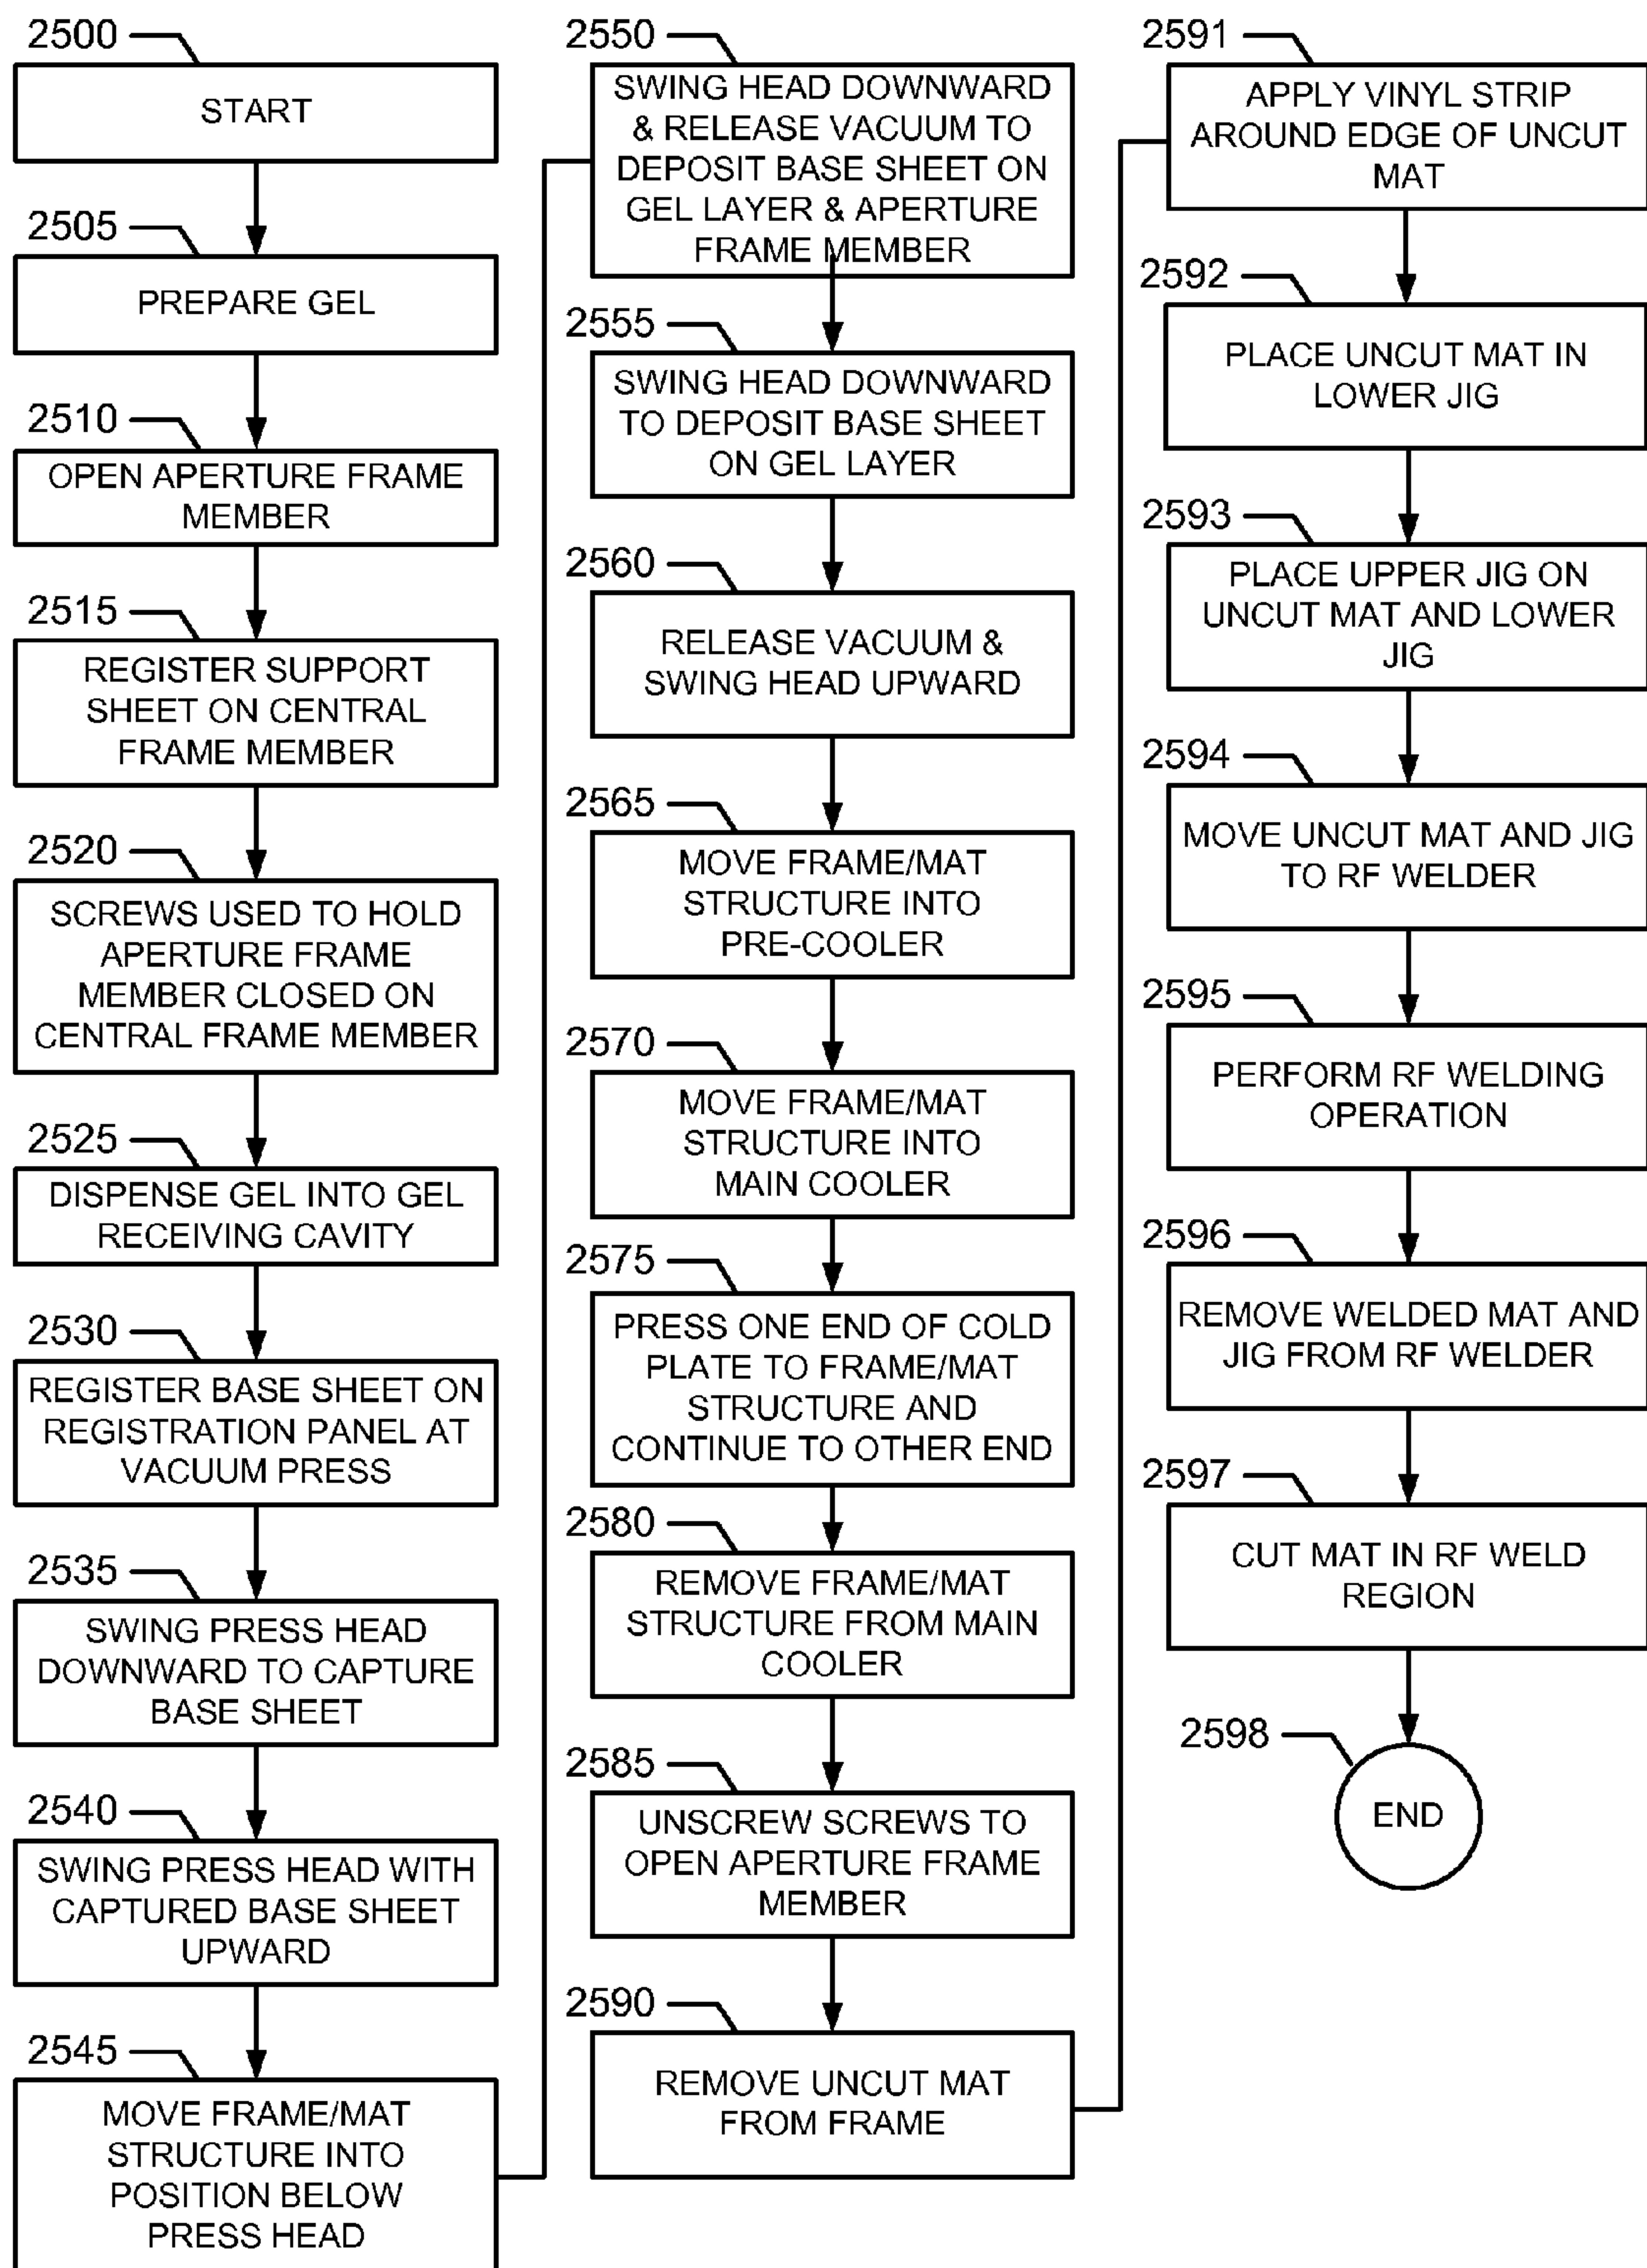 2500
START
2505
PREPARE GEL
2510
OPEN APERTURE FRAME
MEMBER
2515
REGISTER SUPPORT
SHEET ON CENTRAL
FRAME MEMBER
2520
SCREWS USED TO HOLD
APERTURE FRAME
MEMBER CLOSED ON
CENTRAL FRAME MEMBER
2525
DISPENSE GEL INTO GEL
RECEIVING CAVITY
2530
REGISTER BASE SHEET ON
REGISTRATION PANEL AT
VACUUM PRESS
2535
SWING PRESS HEAD
DOWNWARD TO CAPTURE
BASE SHEET
2540
SWING PRESS HEAD WITH
CAPTURED BASE SHEET
UPWARD
2545
MOVE FRAME/MAT
STRUCTURE INTO
POSITION BELOW
PRESS HEAD
2550
SWING HEAD DOWNWARD
& RELEASE VACUUM TO
DEPOSIT BASE SHEET ON
GEL LAYER & APERTURE
FRAME MEMBER
2555
SWING HEAD DOWNWARD
TO DEPOSIT BASE SHEET
ON GEL LAYER
2560
RELEASE VACUUM &
SWING HEAD UPWARD
2565
MOVE FRAME/MAT
STRUCTURE INTO
PRE-COOLER
2570
MOVE FRAME/MAT
STRUCTURE INTO
MAIN COOLER
2575
PRESS ONE END OF COLD
PLATE TO FRAME/MAT
STRUCTURE AND
CONTINUE TO OTHER END
2580
REMOVE FRAME/MAT
STRUCTURE FROM MAIN
COOLER
2585
UNSCREW SCREWS TO
OPEN APERTURE FRAME
MEMBER
2590
REMOVE UNCUT MAT
FROM FRAME
2591
APPLY VINYL STRIP
AROUND EDGE OF UNCUT
MAT
2592
PLACE UNCUT MAT IN
LOWER JIG
2593
PLACE UPPER JIG ON
UNCUT MAT AND LOWER
JIG
2594
MOVE UNCUT MAT AND JIG
TO RF WELDER
2595
PERFORM RF WELDING
OPERATION
2596
REMOVE WELDED MAT AND
JIG FROM RF WELDER
2597
CUT MAT IN RF WELD
REGION
2598
END